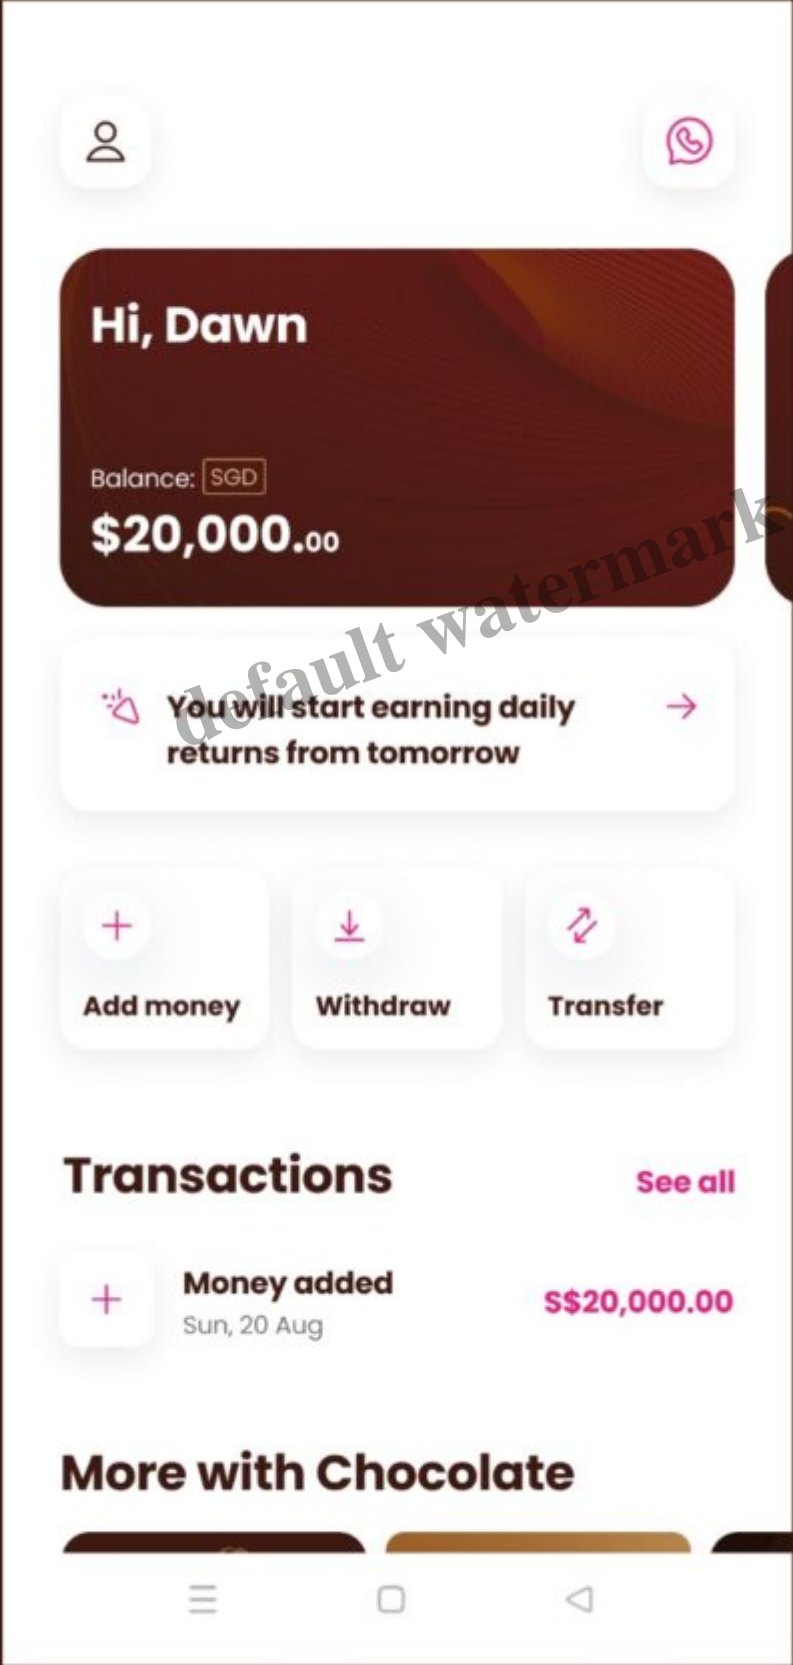 Hi, Dawn
Balance: SGD
$20,000.00
default watermark
You will start earning daily
returns from tomorrow
Add money
Withdraw
Transfer
Transactions
See all
Money added
S$20,000.00
Sun, 20 Aug
More with Chocolate